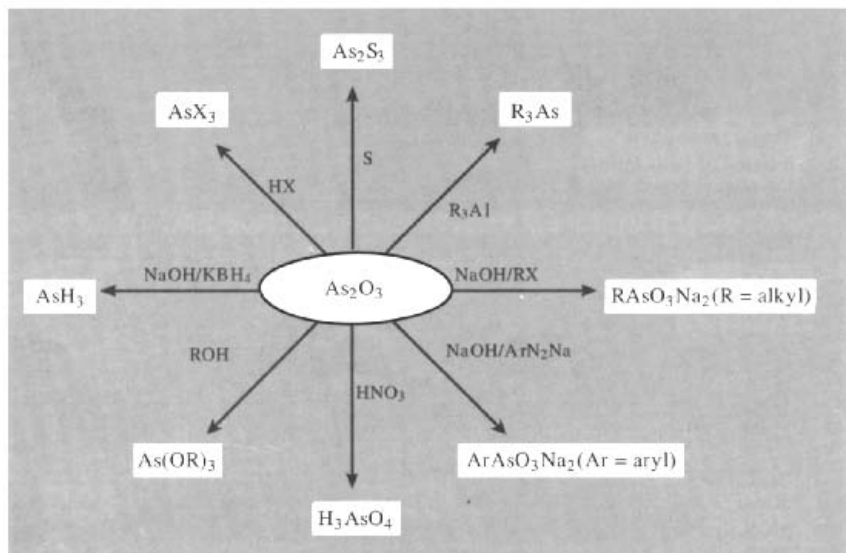 As₂S₃
AsX₃
R₃As
S
HX
R₃Al
NaOH/KBH₄
NaOH/RX
AsH₃
As₂O₃
RAsO₃Na₂(R = alkyl)
ROH
NaOH/ArN₂Na
HNO₃
As(OR)₃
ArAsO₃Na₂(Ar = aryl)
H₃AsO₄